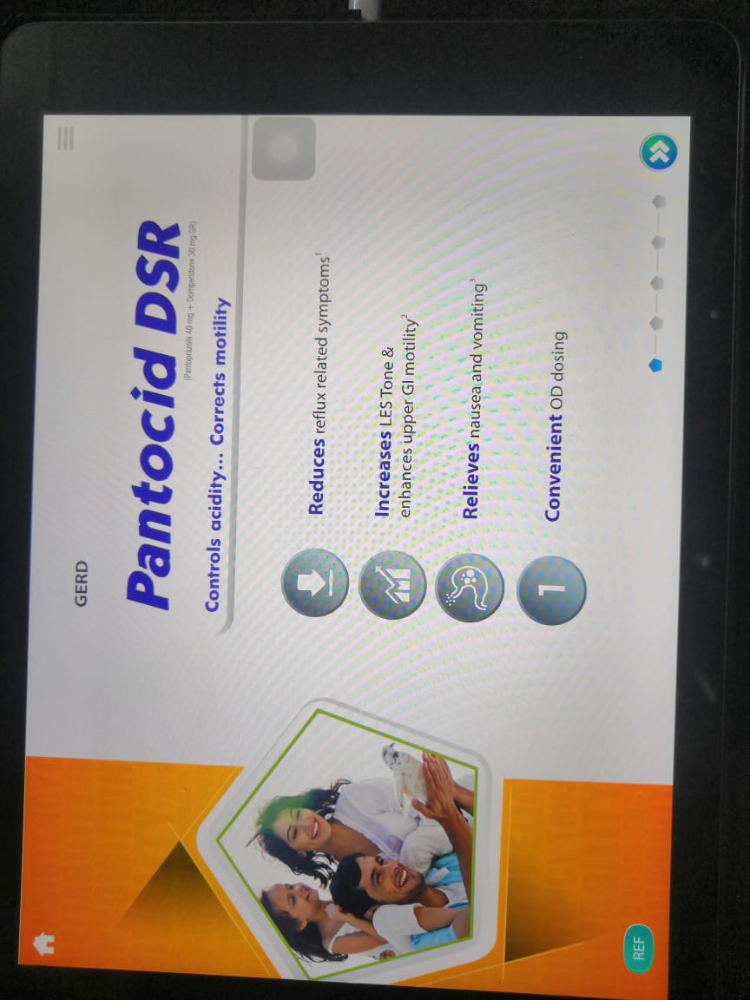 GERD
Pantocid DSR
(Pantoprazole 40 mg + Domperidone 30 mg SR)
Controls acidity... Corrects motility
Reduces reflux related symptoms1
Increases LES Tone &
enhances upper GI motility2
Relieves nausea and vomiting3
1
Convenient OD dosing
REF